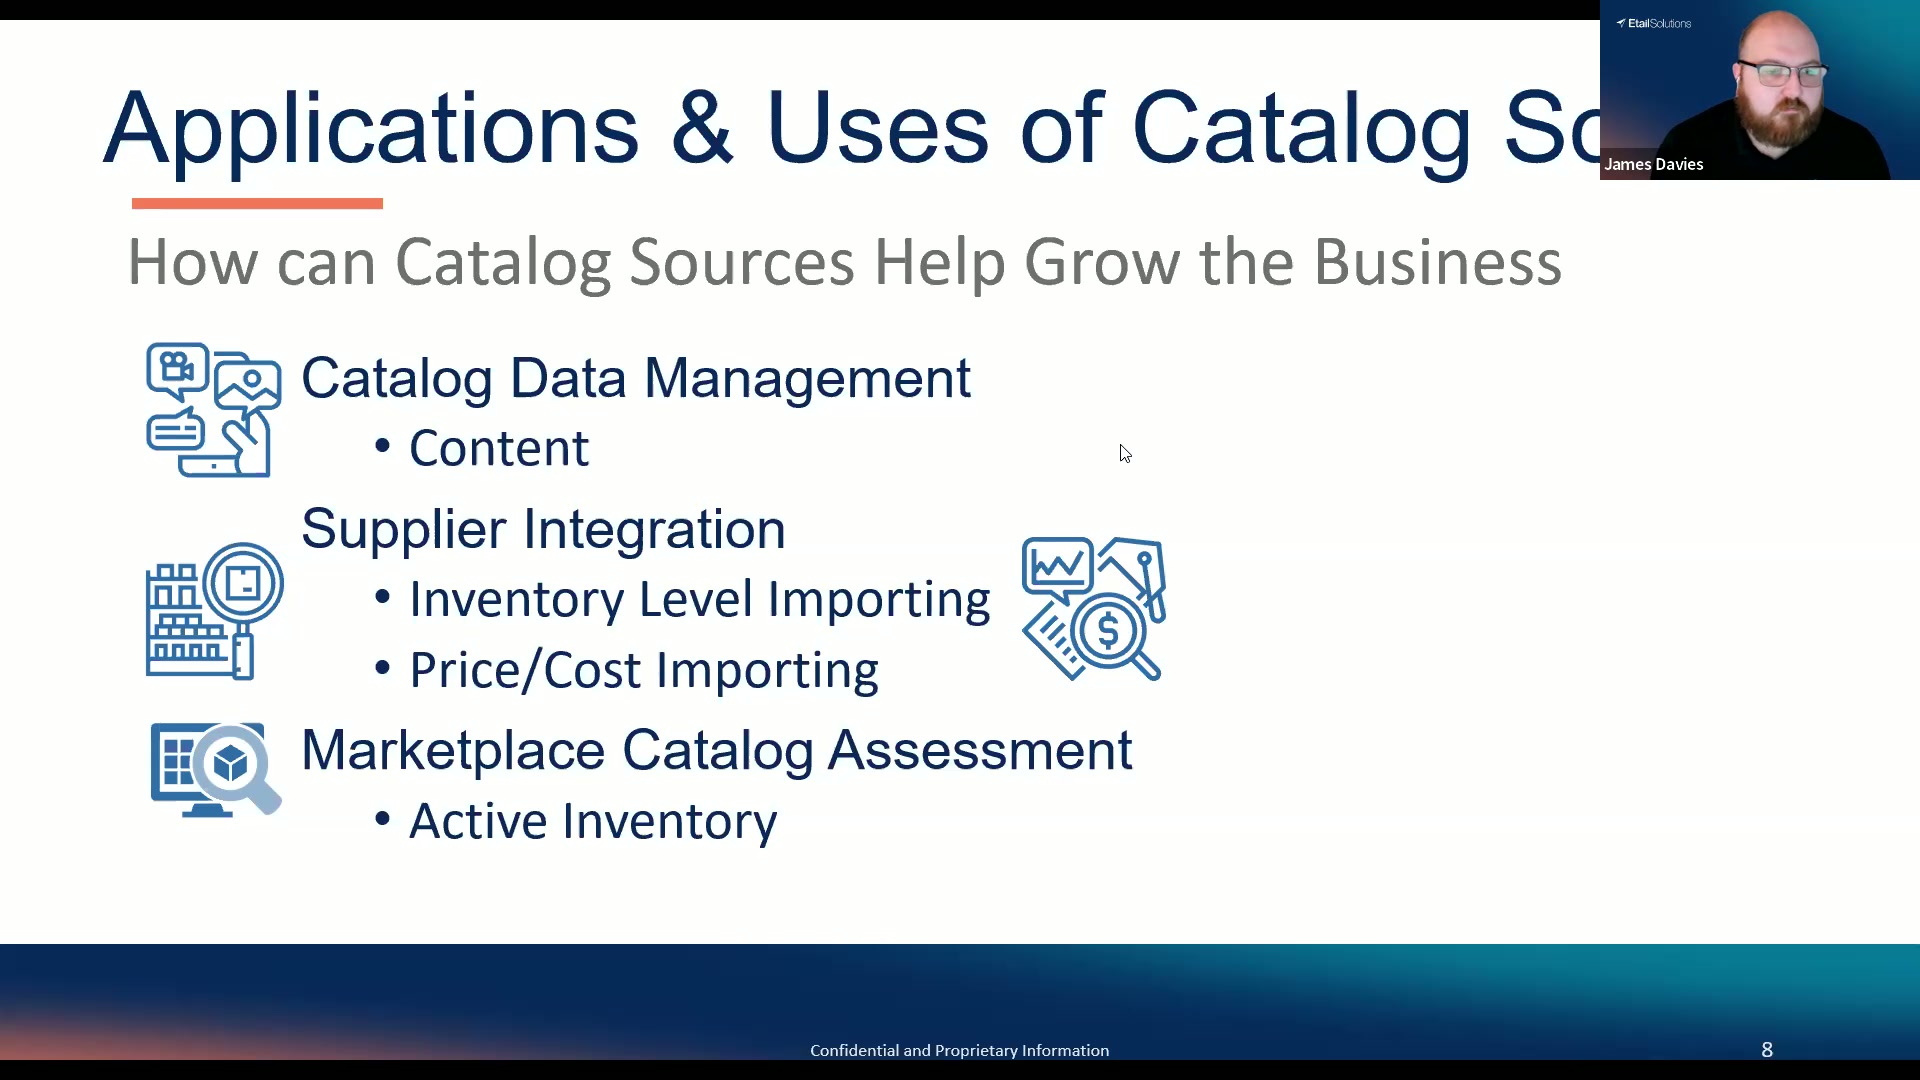 Applications & Uses of Catalog So
EtailSolutions
James Davies
How can Catalog Sources Help Grow the Business
Catalog Data Management
• Content
Supplier Integration
• Inventory Level Importing
• Price/Cost Importing
$
Marketplace Catalog Assessment
• Active Inventory
Confidential and Proprietary Information
8